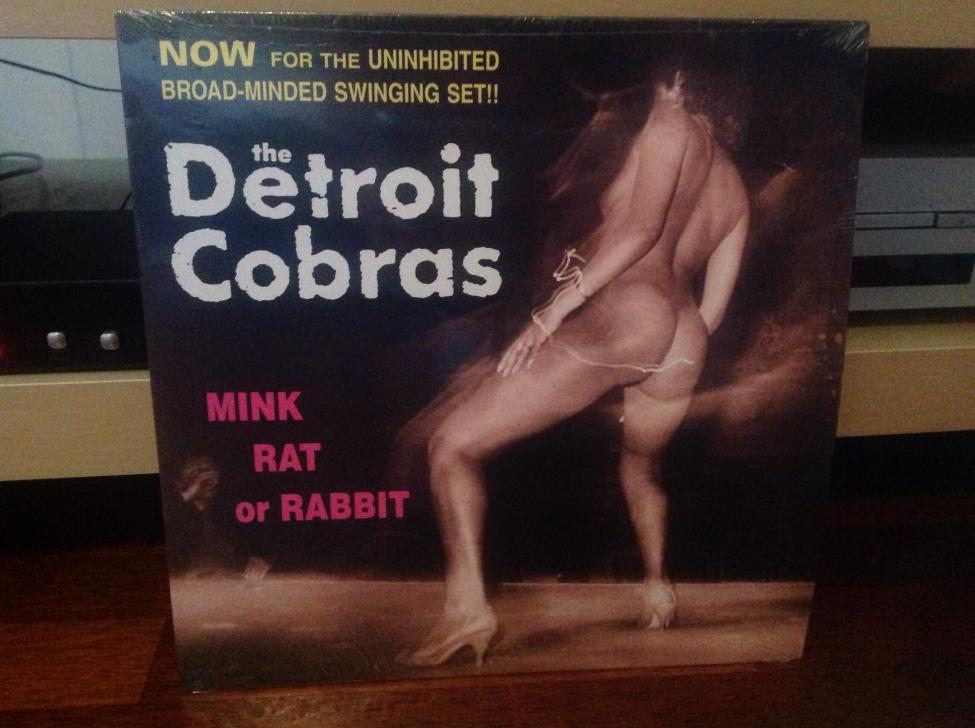 NOW FOR THE UNINHIBITED
BROAD-MINDED SWINGING SET!!
the
Detroit
Cobras
MINK
RAT
or RABBIT